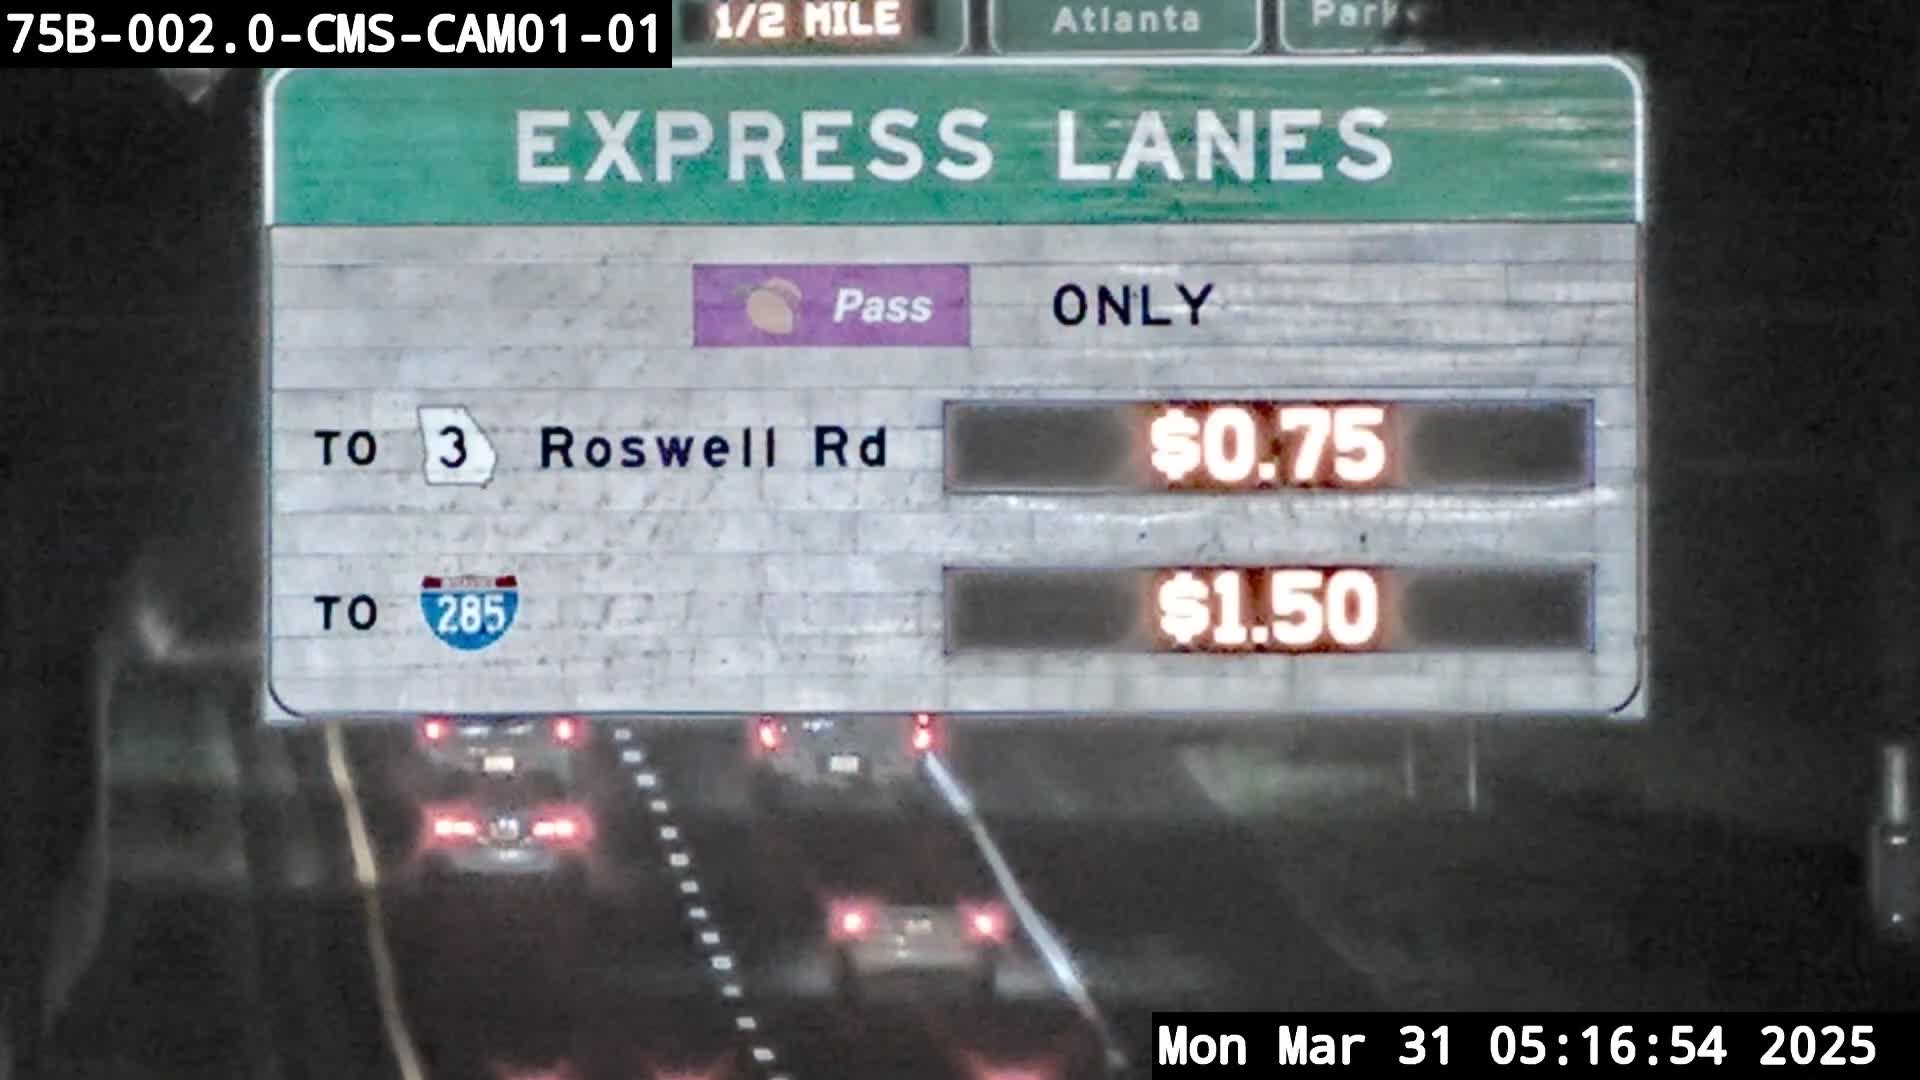 75B-002.0-CMS-CAM01-01
1/2 MILE
Atlanta
EXPRESS LANES
Pass ONLY
TO 3 Roswell Rd $0.75
TO 285 $1.50
Mon Mar 31 05:16:54 2025